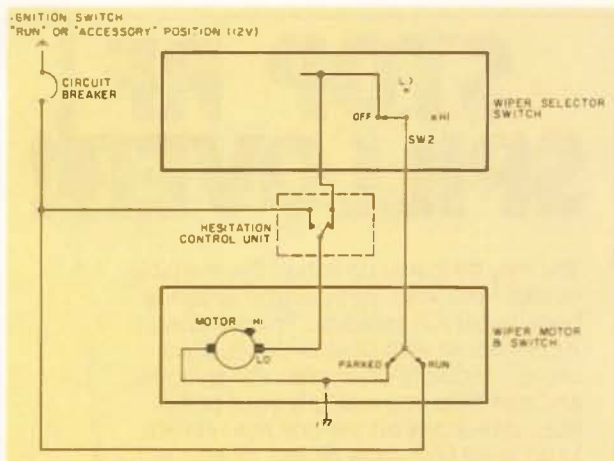 IGNITION SWITCH
"RUN" OR "ACCESSORY" POSITION (12V)
CIRCUIT
BREAKER
LO
OFF
HI
SW2
WIPER SELECTOR
SWITCH
HESITATION
CONTROL UNIT
MOTOR
HI
LO
PARKED
RUN
WIPER MOTOR
& SWITCH